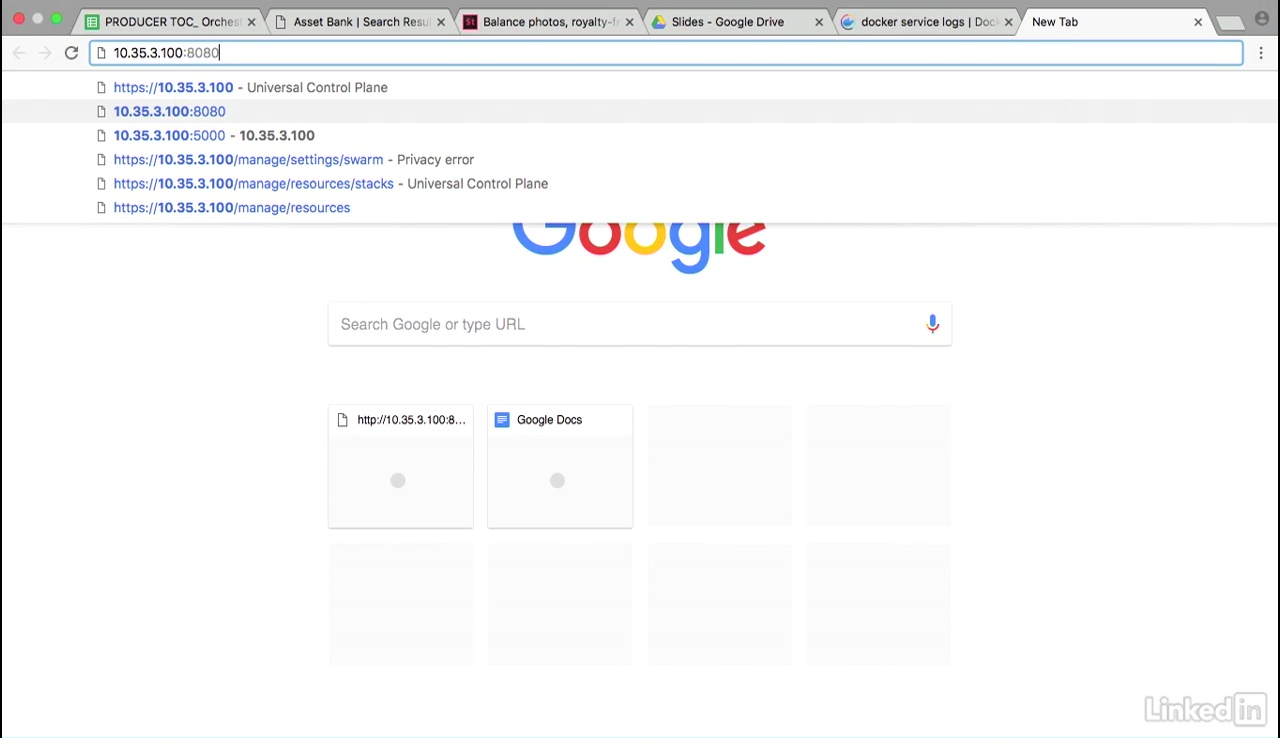 PRODUCER TOC_ Orchest
Asset Bank | Search Resu
St Balance photos, royalty-fr
Slides - Google Drive
docker service logs | Doc
New Tab
10.35.3.100:8080
https://10.35.3.100 - Universal Control Plane
10.35.3.100:8080
10.35.3.100:5000 - 10.35.3.100
https://10.35.3.100/manage/settings/swarm - Privacy error
https://10.35.3.100/manage/resources/stacks - Universal Control Plane
https://10.35.3.100/manage/resources
Google
Search Google or type URL
http://10.35.3.100:8...
Google Docs
Linked in